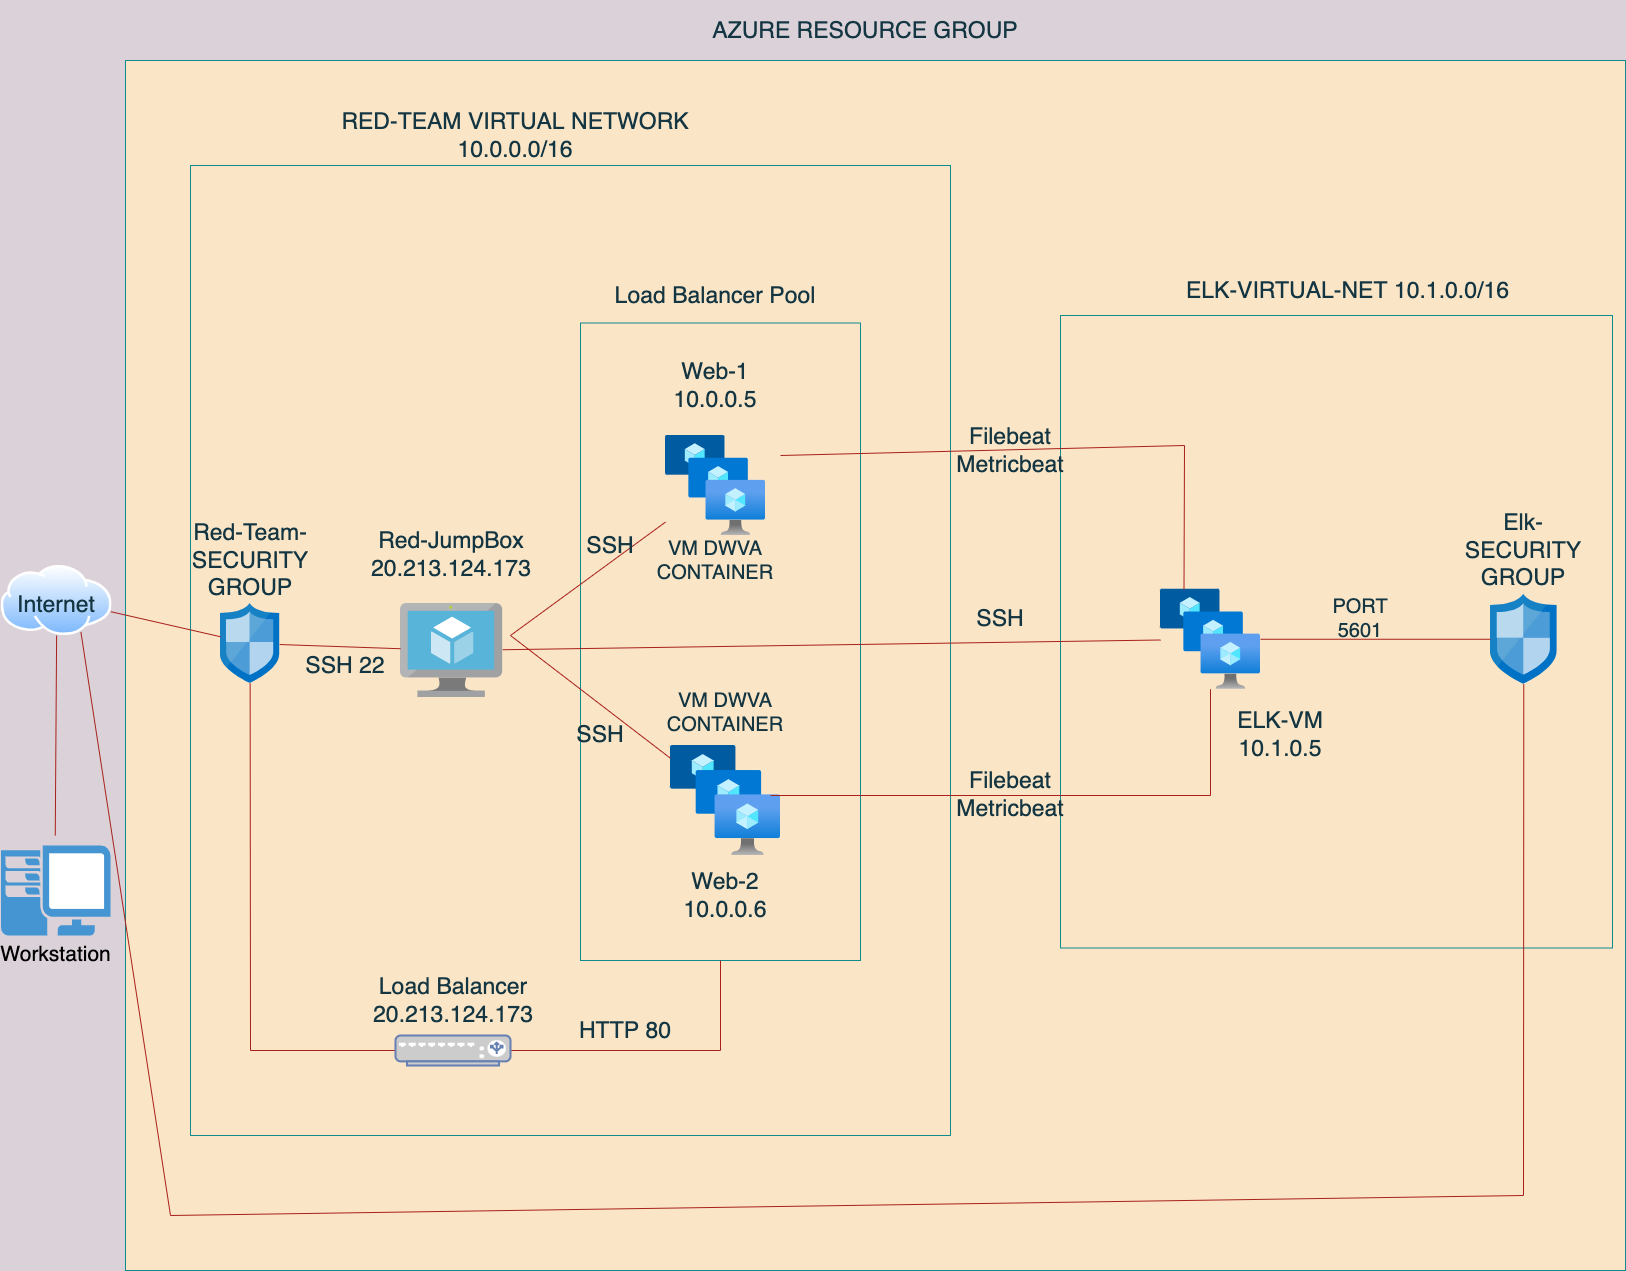 AZURE RESOURCE GROUP
RED-TEAM VIRTUAL NETWORK
10.0.0.0/16
Load Balancer Pool
ELK-VIRTUAL-NET 10.1.0.0/16
Web-1
10.0.0.5
Filebeat
Metricbeat
Red-Team-
SECURITY
GROUP
Red-JumpBox
20.213.124.173
SSH
VM DWVA
CONTAINER
Elk-
SECURITY
GROUP
Internet
SSH 22
SSH
PORT
5601
SSH
VM DWVA
CONTAINER
ELK-VM
10.1.0.5
Filebeat
Metricbeat
Web-2
10.0.0.6
Workstation
Load Balancer
20.213.124.173
HTTP 80